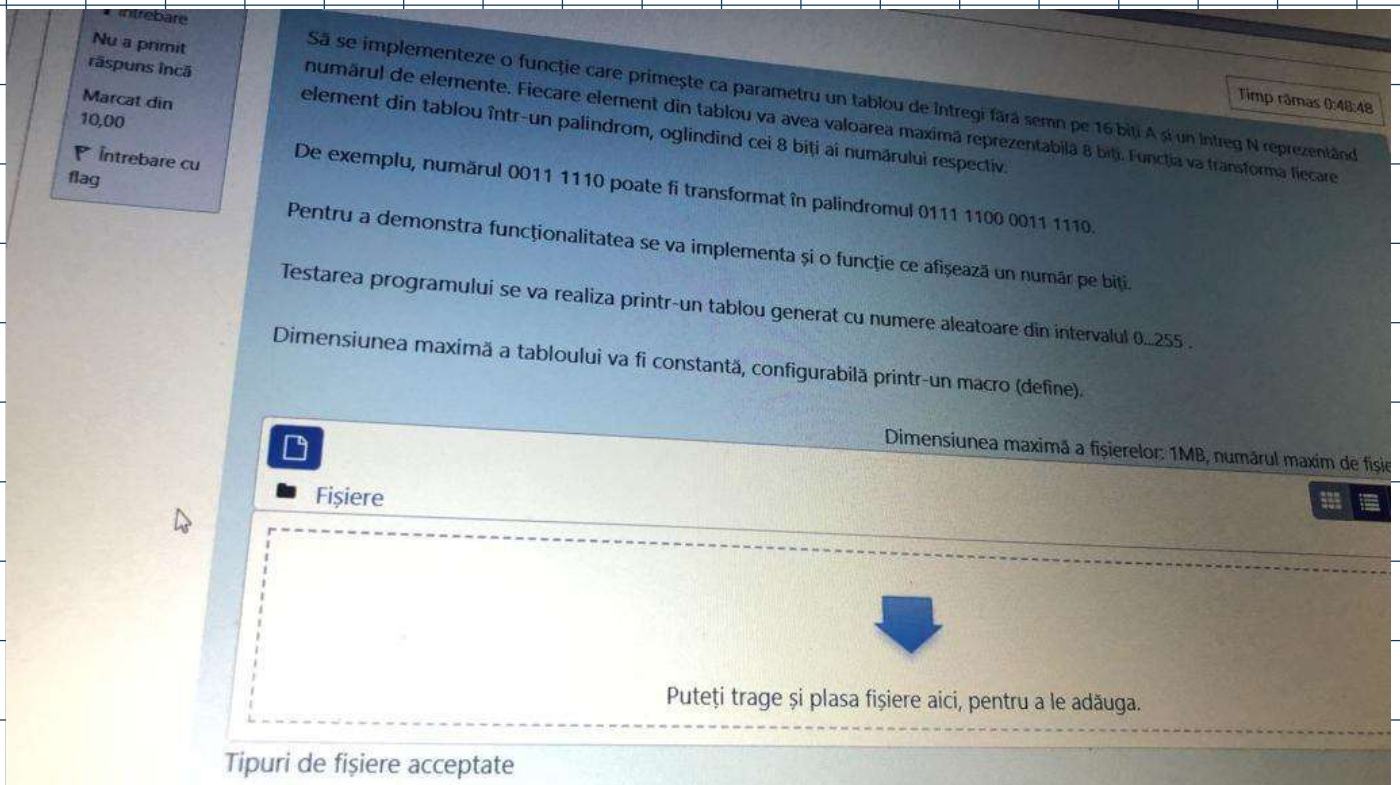 întrebare
Nu a primit
răspuns încă
Marcat din
10,00
Întrebare cu
flag
Timp rămas 0:48:48
Să se implementeze o funcție care primește ca parametru un tablou de întregi fără semn pe 16 biți A și un întreg N reprezentând
numărul de elemente. Fiecare element din tablou va avea valoarea maximă reprezentabilă 8 biți. Funcția va transforma fiecare
element din tablou într-un palindrom, oglindind cei 8 biți ai numărului respectiv.
De exemplu, numărul 0011 1110 poate fi transformat în palindromul 0111 1100 0011 1110.
Pentru a demonstra funcționalitatea se va implementa și o funcție ce afișează un număr pe biți.
Testarea programului se va realiza printr-un tablou generat cu numere aleatoare din intervalul 0...255 .
Dimensiunea maximă a tabloului va fi constantă, configurabilă printr-un macro (define).
Dimensiunea maximă a fișierelor: 1MB, numărul maxim de fișie
Fișiere
Puteți trage și plasa fișiere aici, pentru a le adăuga.
Tipuri de fișiere acceptate